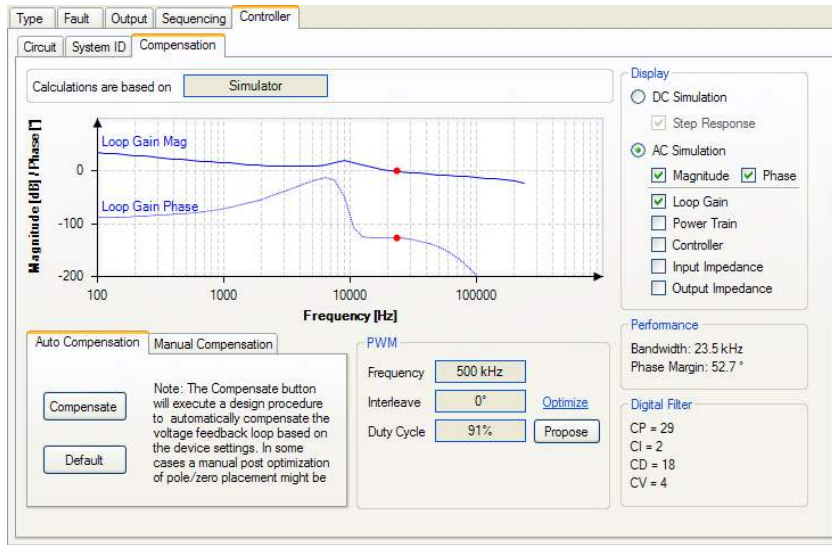 Type Fault Output Sequencing Controller
Circuit System ID Compensation
Calculations are based on Simulator
Magnitude [dB] / Phase [°]
Loop Gain Mag
Loop Gain Phase
0
-100
-200
100 1000 10000 100000
Frequency [Hz]
Display
DC Simulation
Step Response
AC Simulation
Magnitude Phase
Loop Gain
Power Train
Controller
Input Impedance
Output Impedance
Auto Compensation Manual Compensation
Compensate
Default
Note: The Compensate button
will execute a design procedure
to automatically compensate the
voltage feedback loop based on
the device settings. In some
cases a manual post optimization
of pole/zero placement might be
PWM
Frequency 500 kHz
Interleave 0° Optimize
Duty Cycle 91% Propose
Performance
Bandwidth: 23.5 kHz
Phase Margin: 52.7 °
Digital Filter
CP = 29
CI = 2
CD = 18
CV = 4